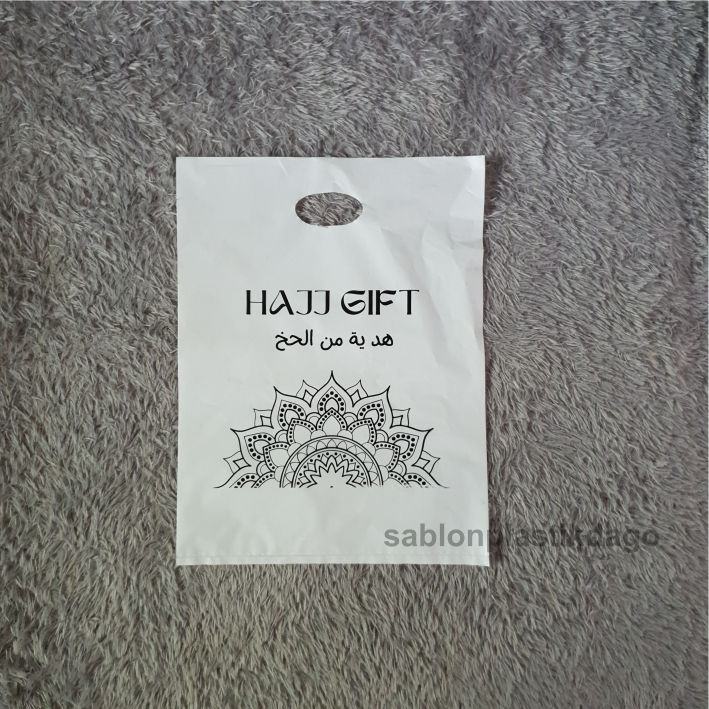 HAJJ GIFT
هد ية من الحخ
sablonplastikdago